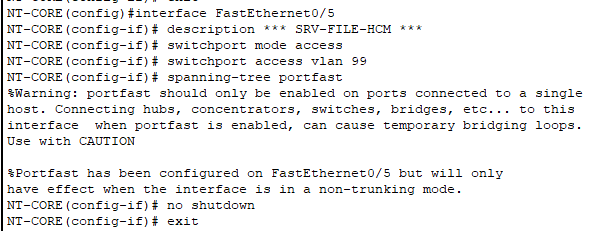 NT-CORE(config)#interface FastEthernet0/5
NT-CORE(config-if)# description *** SRV-FILE-HCM ***
NT-CORE(config-if)# switchport mode access
NT-CORE(config-if)# switchport access vlan 99
NT-CORE(config-if)# spanning-tree portfast
%Warning: portfast should only be enabled on ports connected to a single
host. Connecting hubs, concentrators, switches, bridges, etc... to this
interface  when portfast is enabled, can cause temporary bridging loops.
Use with CAUTION

%Portfast has been configured on FastEthernet0/5 but will only
have effect when the interface is in a non-trunking mode.
NT-CORE(config-if)# no shutdown
NT-CORE(config-if)# exit